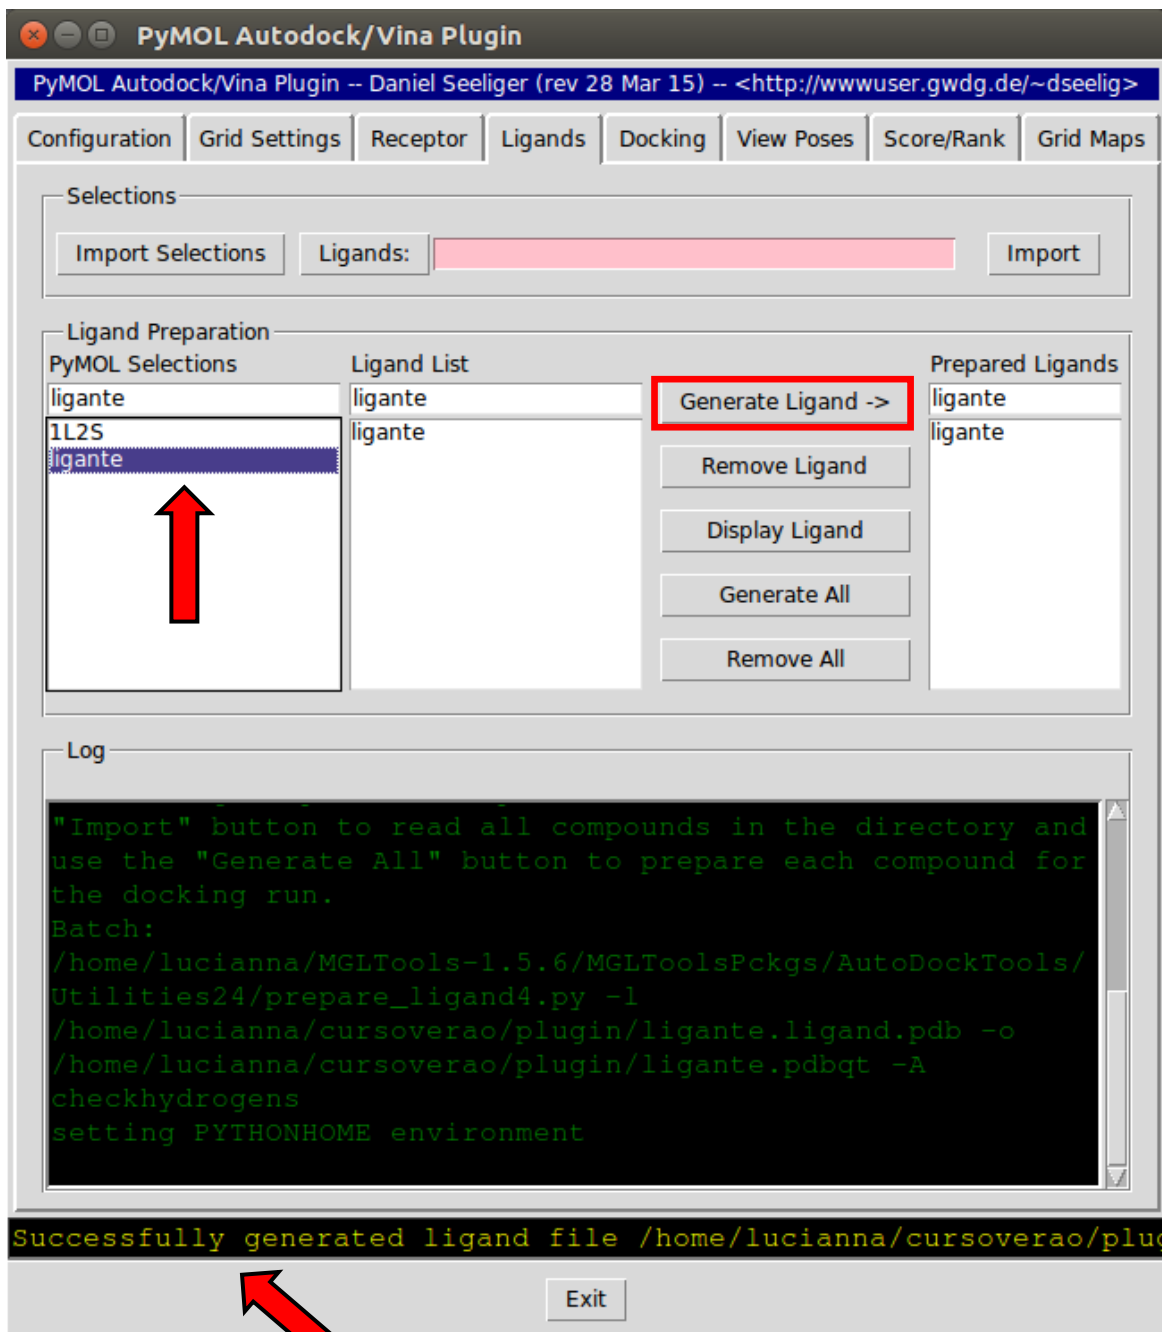 PyMOL Autodock/Vina Plugin
PyMOL Autodock/Vina Plugin -- Daniel Seeliger (rev 28 Mar 15) -- <http://wwwuser.gwdg.de/~dseelig>
Configuration Grid Settings Receptor Ligands Docking View Poses Score/Rank Grid Maps
Selections
Import Selections Ligands: Import
Ligand Preparation
PyMOL Selections Ligand List Prepared Ligands
ligante ligante Generate Ligand -> ligante
1L2S ligante ligante
ligante
Remove Ligand
Display Ligand
Generate All
Remove All
Log
"Import" button to read all compounds in the directory and
use the "Generate All" button to prepare each compound for
the docking run.
Batch:
/home/lucianna/MGLTools-1.5.6/MGLToolsPckgs/AutoDockTools/
Utilities24/prepare_ligand4.py -l
/home/lucianna/cursoverao/plugin/ligante.ligand.pdb -o
/home/lucianna/cursoverao/plugin/ligante.pdbqt -A
checkhydrogens
setting PYTHONHOME environment
Successfully generated ligand file /home/lucianna/cursoverao/plug
Exit